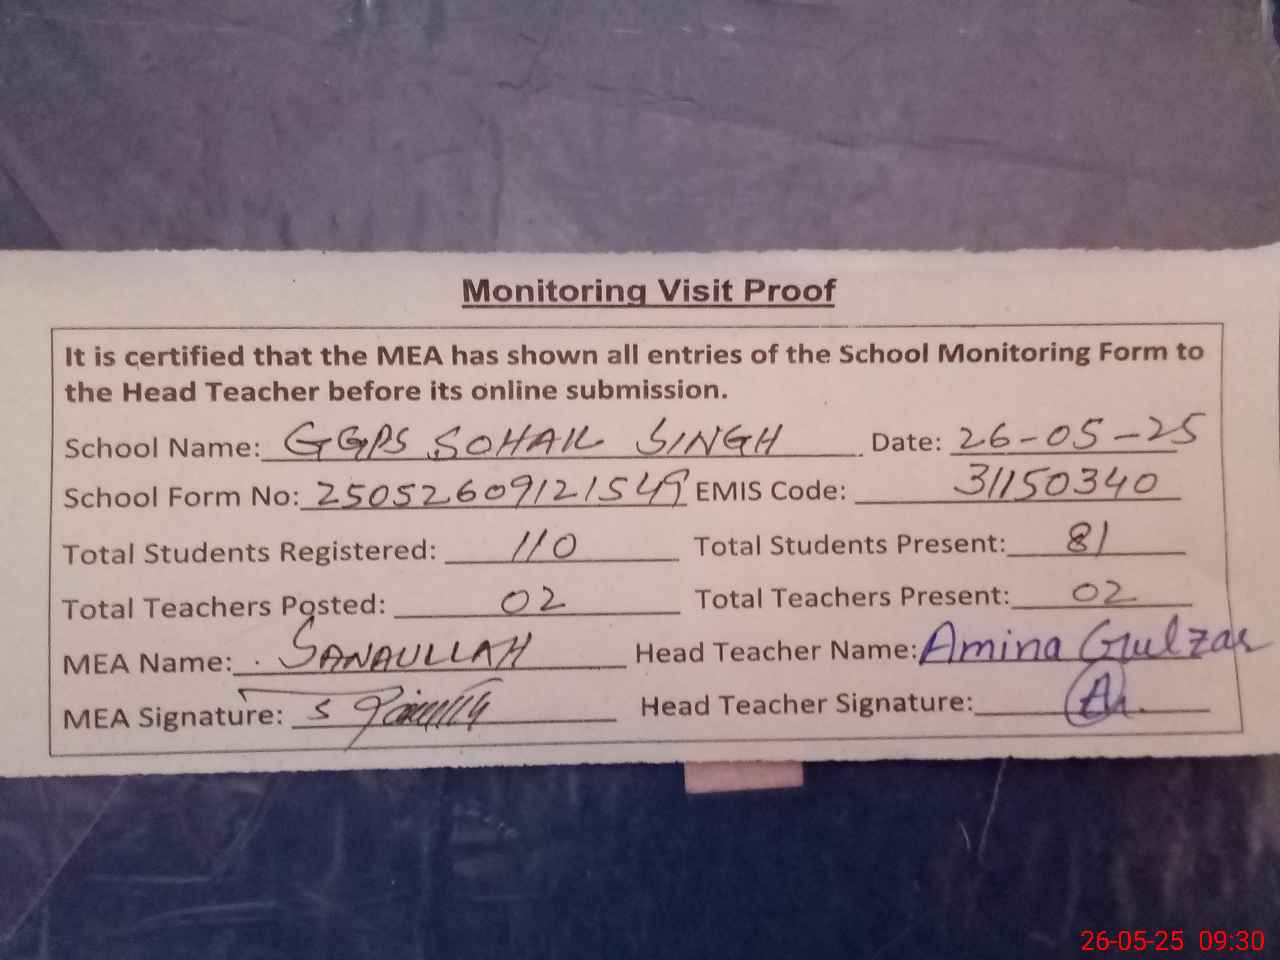 Monitoring Visit Proof
It is certified that the MEA has shown all entries of the School Monitoring Form to
the Head Teacher before its online submission.
School Name: GGPS SOHAIL SINGH Date: 26-05-25
School Form No: 25052609121549 EMIS Code: 31150340
Total Students Registered: 110 Total Students Present: 81
Total Teachers Posted: 02 Total Teachers Present: 02
MEA Name: SANAULLAH Head Teacher Name: Amina Gulzar
MEA Signature: Head Teacher Signature:
26-05-25 09:30